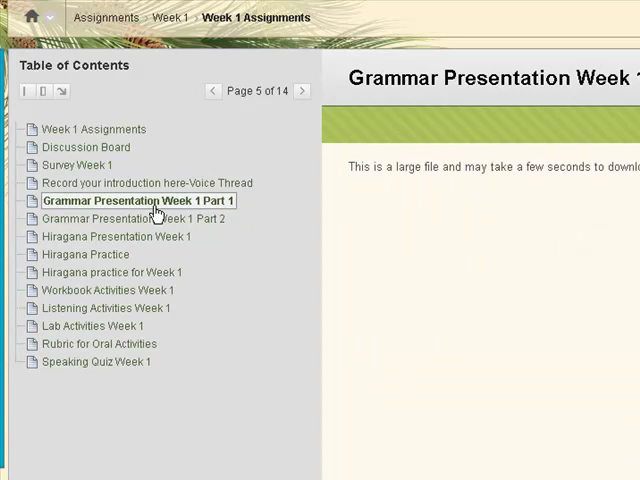 Assignments > Week 1 > Week 1 Assignments
Table of Contents
Page 5 of 14
Week 1 Assignments
Discussion Board
Survey Week 1
Record your introduction here-Voice Thread
Grammar Presentation Week 1 Part 1
Grammar Presentation Week 1 Part 2
Hiragana Presentation Week 1
Hiragana Practice
Hiragana practice for Week 1
Workbook Activities Week 1
Listening Activities Week 1
Lab Activities Week 1
Rubric for Oral Activities
Speaking Quiz Week 1
Grammar Presentation Week 1
This is a large file and may take a few seconds to downlo